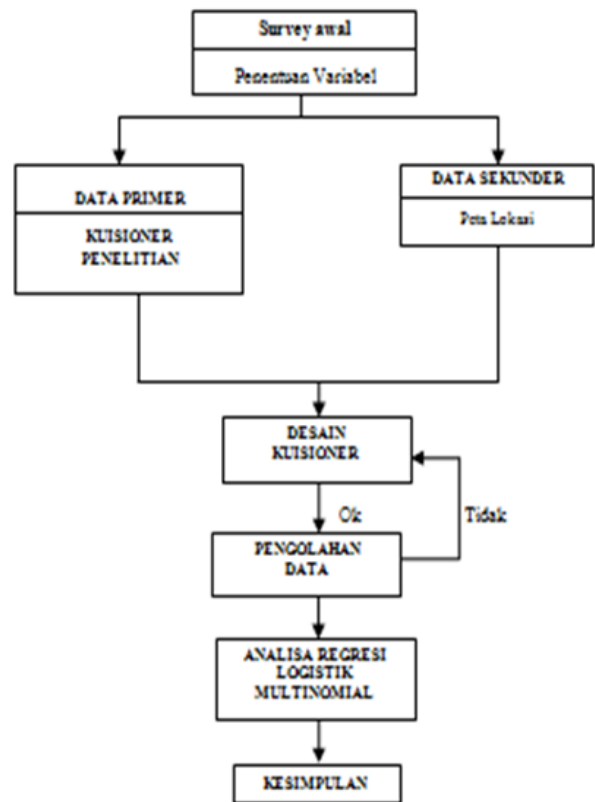 Survey awal
Penentuan Variabel
DATA PRIMER
KUISIONER
PENELITIAN
DATA SEKUNDER
Peta Lokasi
DESAIN
KUISIONER
Ok
Tidak
PENGOLAHAN
DATA
ANALISA REGRESI
LOGISTIK
MULTINOMIAL
KESIMPULAN